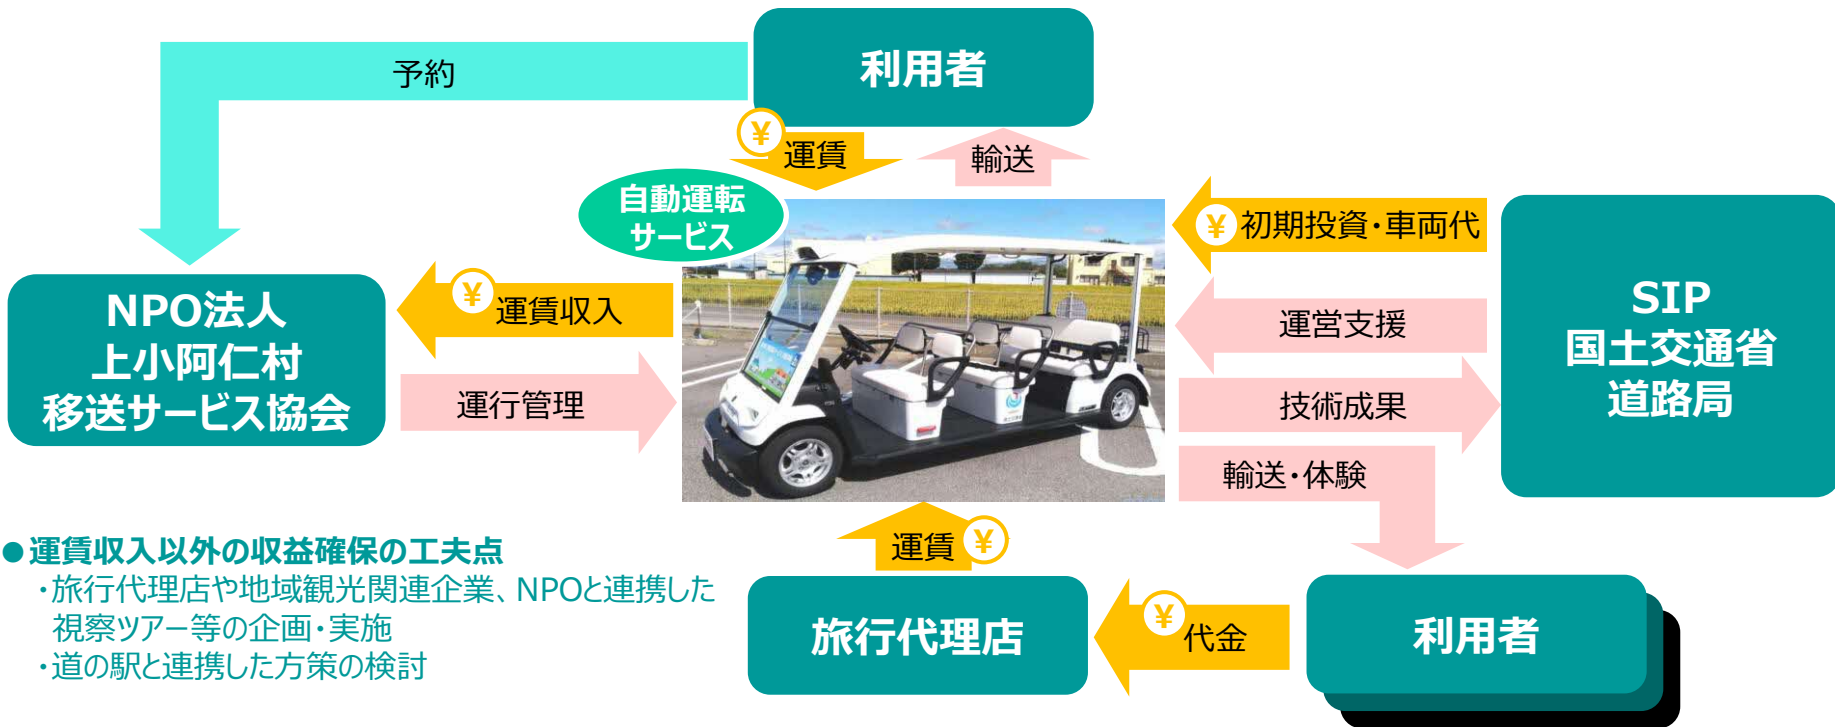 利用者
予約
¥
運賃
輸送
自動運転
サービス
¥
初期投資・車両代
NPO法人
上小阿仁村
移送サービス協会
¥
運賃収入
運営支援
SIP
国土交通省
道路局
運行管理
技術成果
輸送・体験
運賃
¥
●運賃収入以外の収益確保の工夫点
・旅行代理店や地域観光関連企業、NPOと連携した
視察ツアー等の企画・実施
・道の駅と連携した方策の検討
旅行代理店
¥
代金
利用者